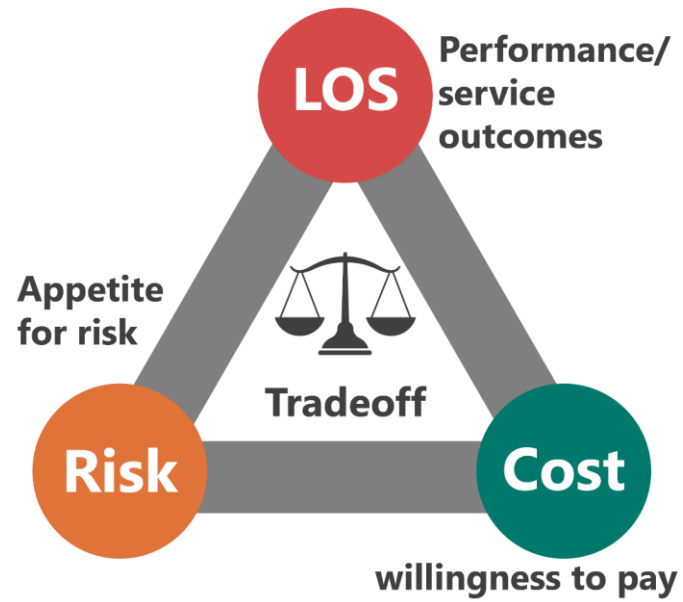 LOS
Performance/
service
outcomes
Appetite
for risk
Tradeoff
Risk
Cost
willingness to pay